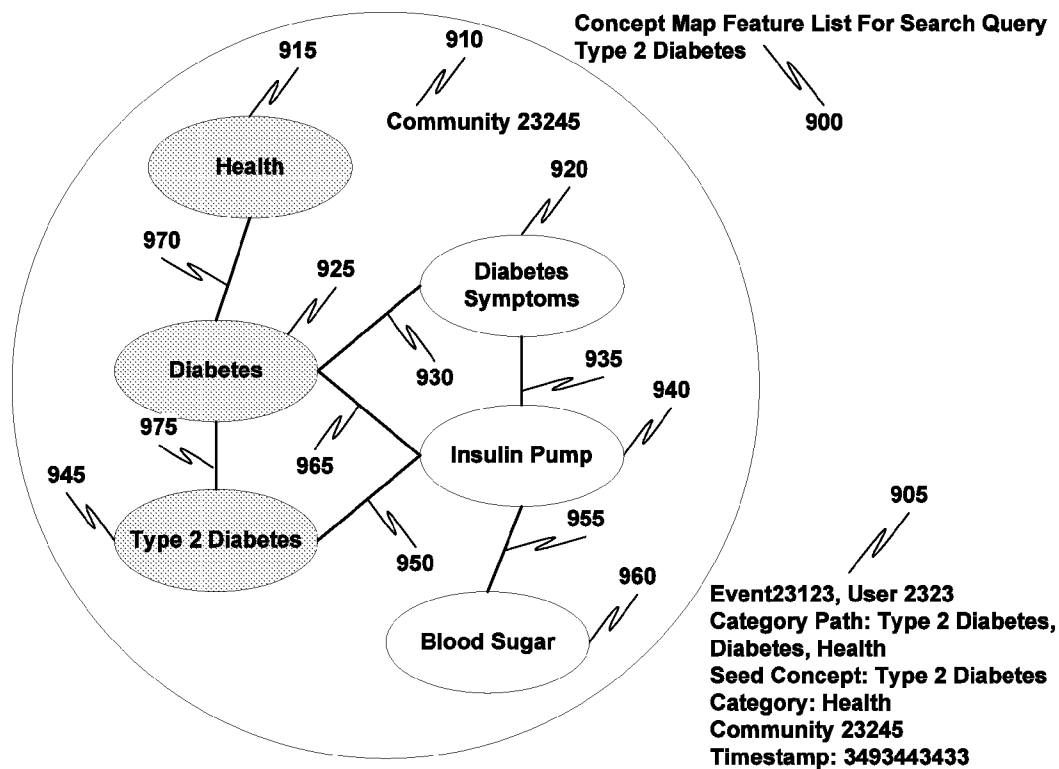 Concept Map Feature List For Search Query
Type 2 Diabetes
900
910
915
Community 23245
Health
920
970
925
Diabetes
Symptoms
Diabetes
930
935
940
975
965
Insulin Pump
945
Type 2 Diabetes
950
955
960
Blood Sugar
905
Event23123, User 2323
Category Path: Type 2 Diabetes,
Diabetes, Health
Seed Concept: Type 2 Diabetes
Category: Health
Community 23245
Timestamp: 3493443433